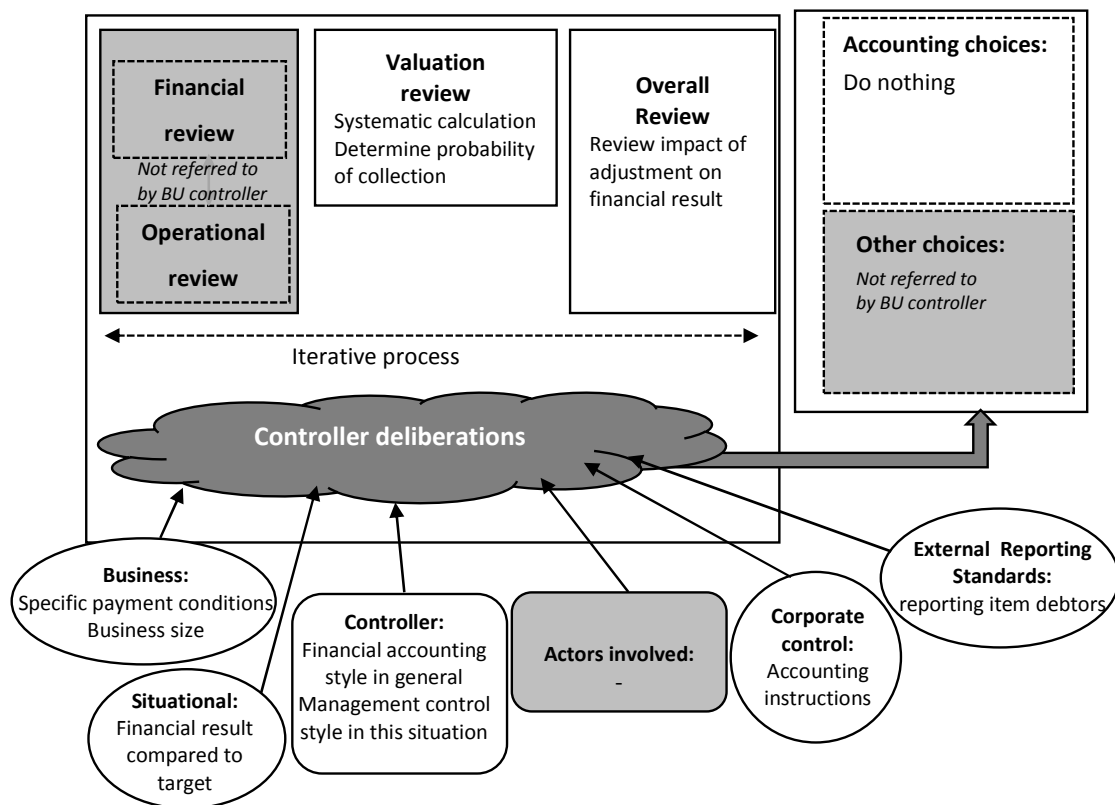 Financial
review
Not referred to
by BU controller
Operational
review
Valuation
review
Systematic calculation
Determine probability
of collection
Overall
Review
Review impact of
adjustment on
financial result
Accounting choices:
Do nothing
Other choices:
Not referred to
by BU controller
Iterative process
Controller deliberations
Business:
Specific payment conditions
Business size
Situational:
Financial result
compared to
target
Controller:
Financial accounting
style in general
Management control
style in this situation
Actors involved:
-
Corporate
control:
Accounting
instructions
External Reporting
Standards:
reporting item debtors